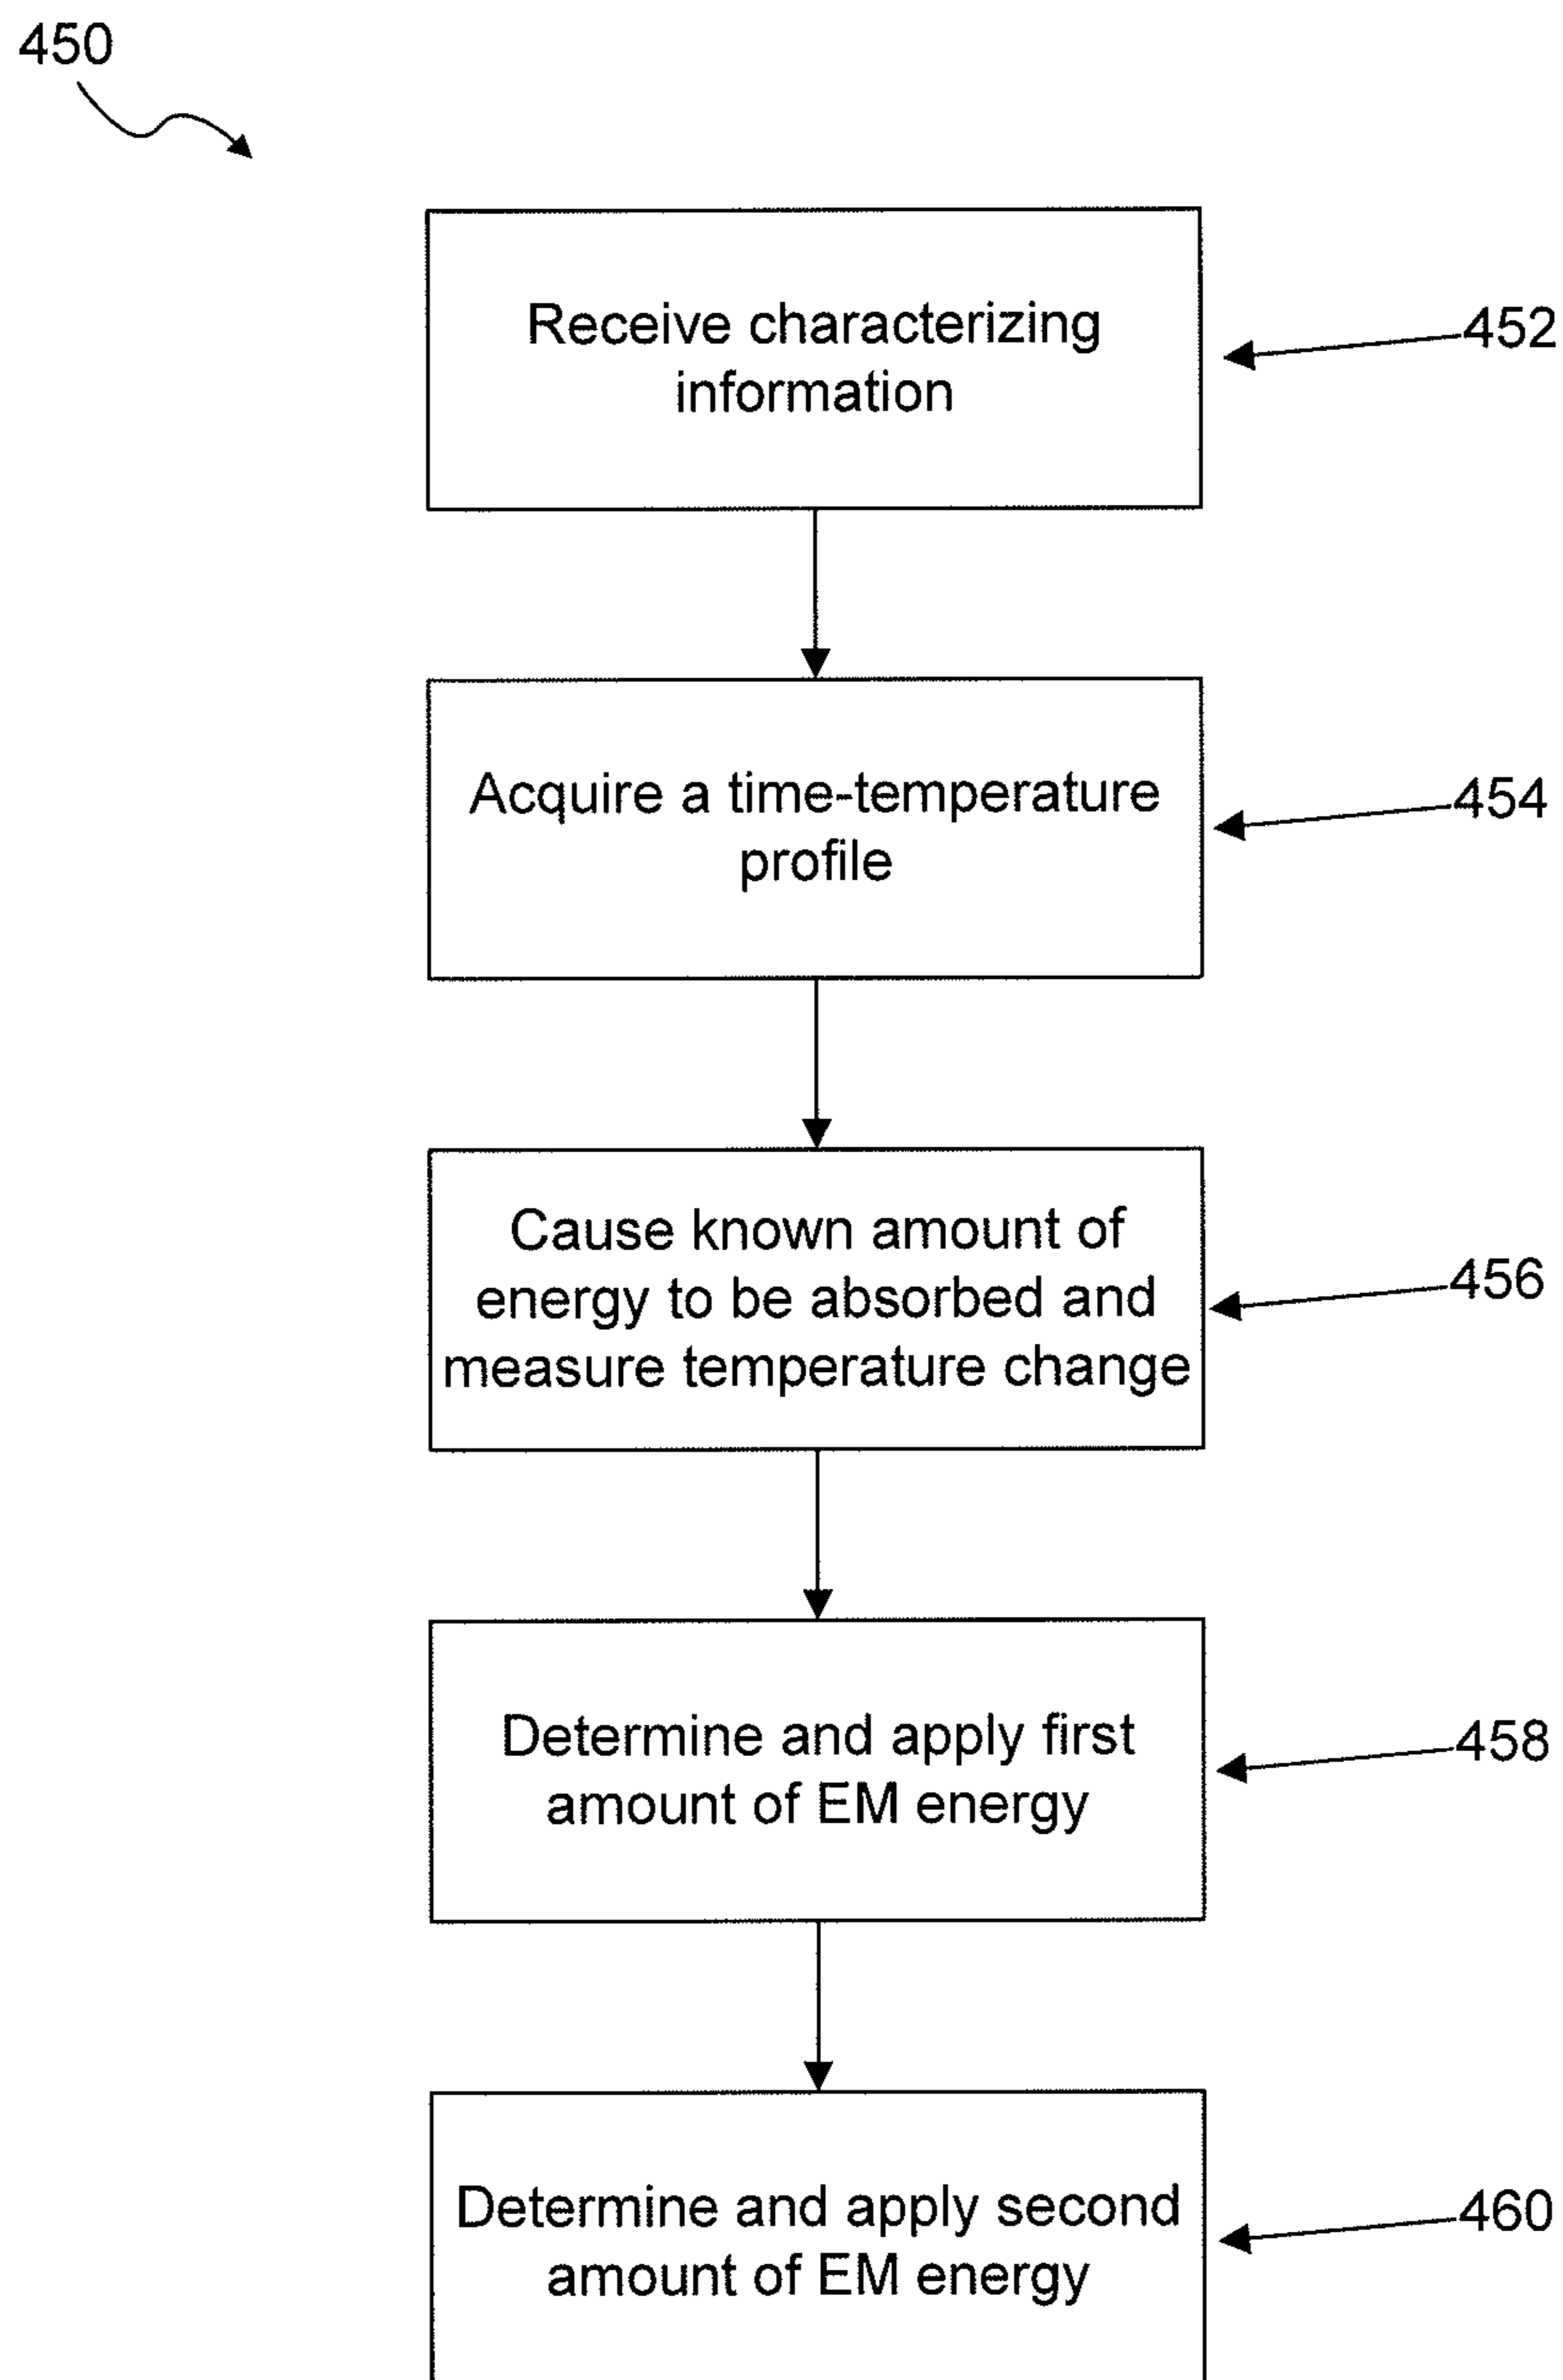 450
Receive characterizing
information
452
Acquire a time-temperature
profile
454
Cause known amount of
energy to be absorbed and
measure temperature change
456
Determine and apply first
amount of EM energy
458
Determine and apply second
amount of EM energy
460